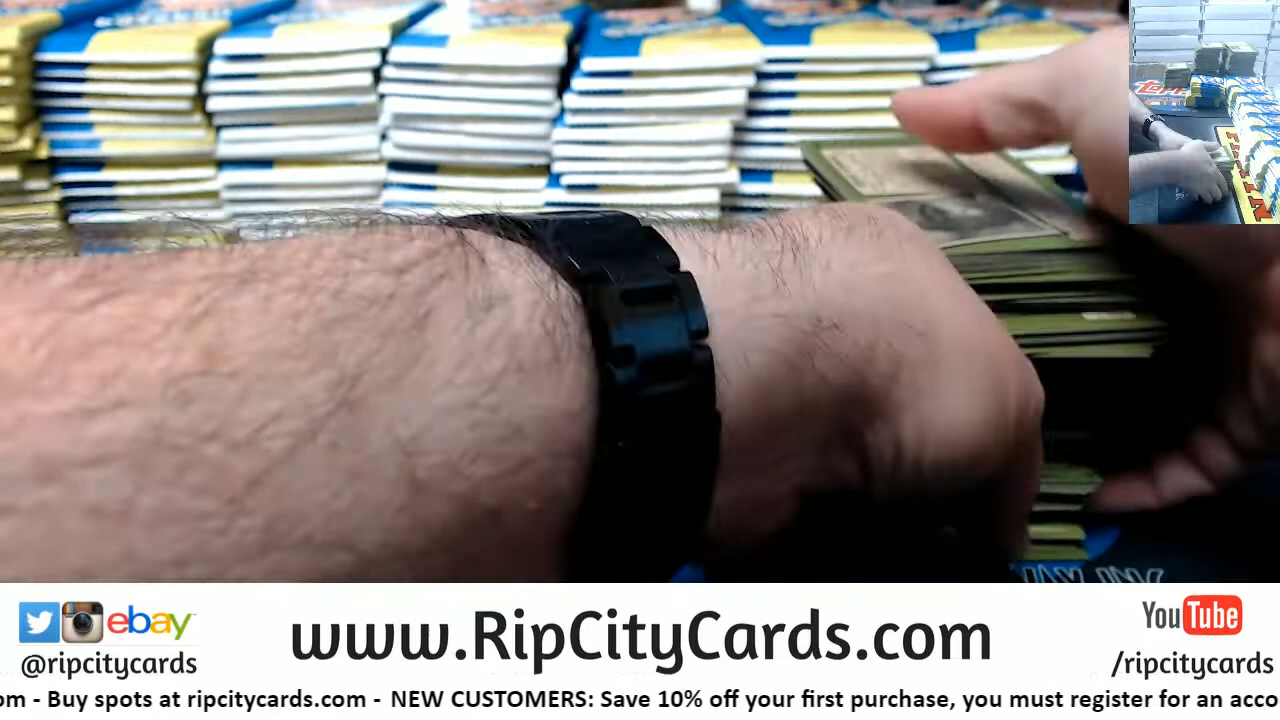 ebay
@ripcitycards
www.RipCityCards.com
YouTube
/ripcitycards
om - Buy spots at ripcitycards.com - NEW CUSTOMERS: Save 10% off your first purchase, you must register for an acco